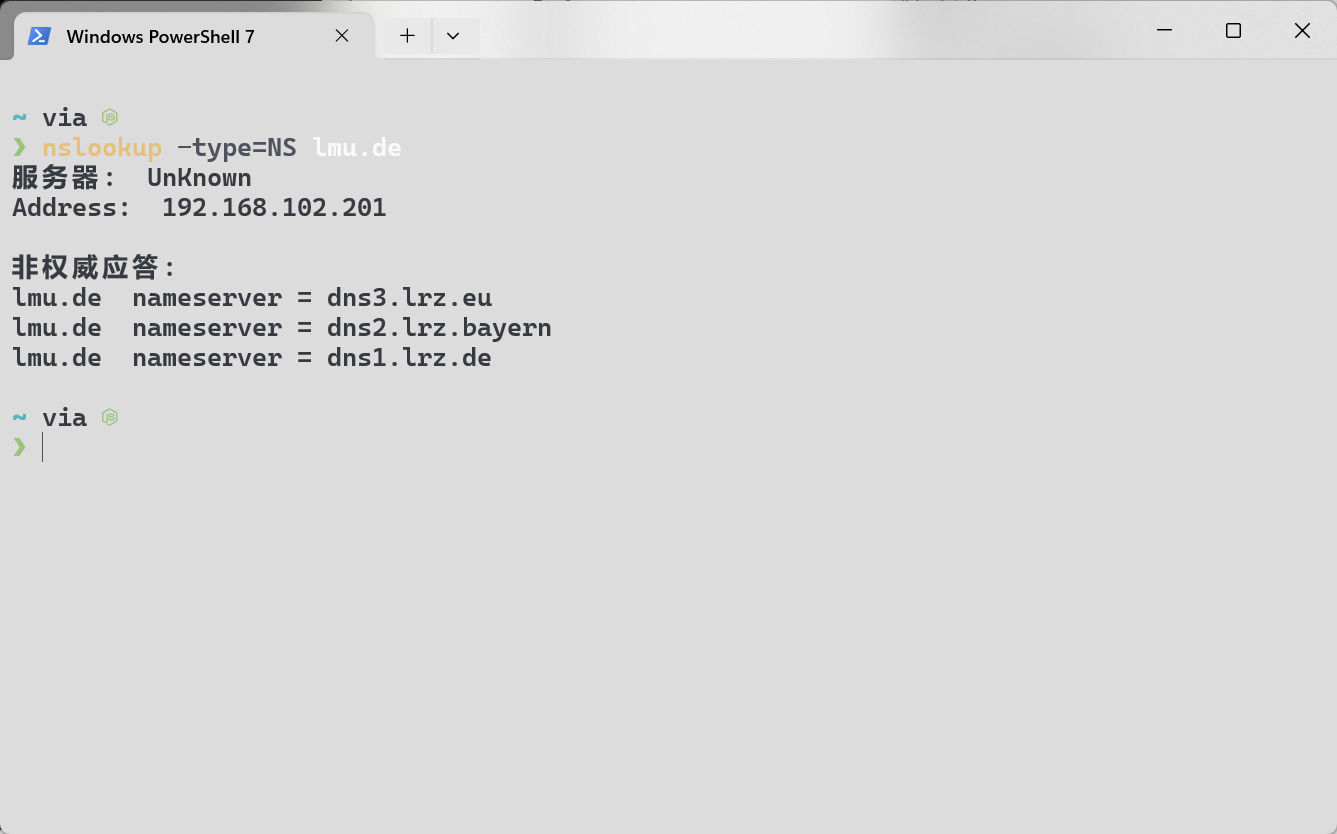 Windows PowerShell 7
~ via
❯ nslookup -type=NS lmu.de
服务器:  UnKnown
Address:  192.168.102.201
非权威应答:
lmu.de  nameserver = dns3.lrz.eu
lmu.de  nameserver = dns2.lrz.bayern
lmu.de  nameserver = dns1.lrz.de
~ via
❯